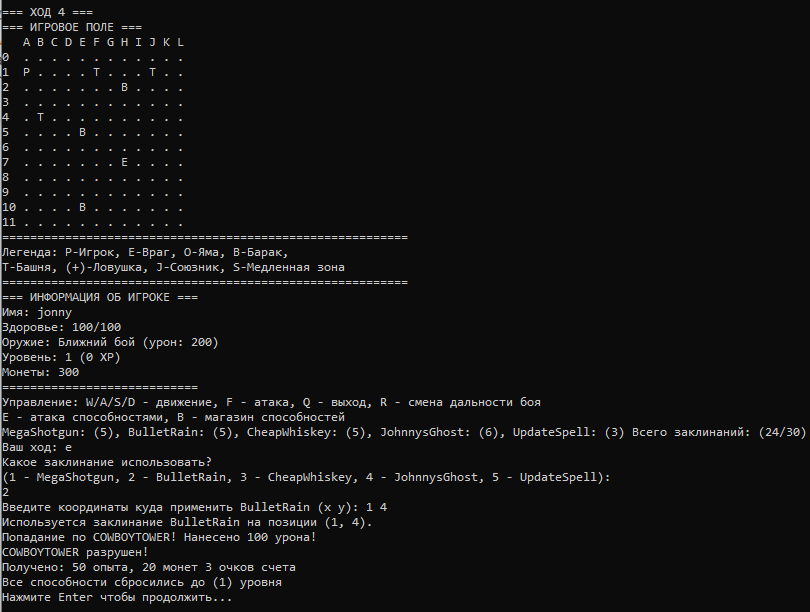 === ХОД 4 ===
=== ИГРОВОЕ ПОЛЕ ===
   A B C D E F G H I J K L
0  . . . . . . . . . . . .
1  P . . . . T . . . T . .
2  . . . . . . . B . . . .
3  . . . . . . . . . . . .
4  . T . . . . . . . . . .
5  . . . . B . . . . . . .
6  . . . . . . . . . . . .
7  . . . . . . . E . . . .
8  . . . . . . . . . . . .
9  . . . . . . . . . . . .
10 . . . . B . . . . . . .
11 . . . . . . . . . . . .
==========================================================
Легенда: P-Игрок, E-Враг, O-Яма, B-Барак,
T-Башня, (+)-Ловушка, J-Союзник, S-Медленная зона
==========================================================
=== ИНФОРМАЦИЯ ОБ ИГРОКЕ ===
Имя: jonny
Здоровье: 100/100
Оружие: Ближний бой (урон: 200)
Уровень: 1 (0 XP)
Монеты: 300
============================
Управление: W/A/S/D - движение, F - атака, Q - выход, R - смена дальности боя
E - атака способностями, B - магазин способностей
MegaShotgun: (5), BulletRain: (5), CheapWhiskey: (5), JohnnysGhost: (6), UpdateSpell: (3) Всего заклинаний: (24/30)
Ваш ход: e
Какое заклинание использовать?
(1 - MegaShotgun, 2 - BulletRain, 3 - CheapWhiskey, 4 - JohnnysGhost, 5 - UpdateSpell):
2
Введите координаты куда применить BulletRain (x y): 1 4
Используется заклинание BulletRain на позиции (1, 4).
Попадание по COWBOYTOWER! Нанесено 100 урона!
COWBOYTOWER разрушен!
Получено: 50 опыта, 20 монет 3 очков счета
Все способности сбросились до (1) уровня
Нажмите Enter чтобы продолжить...